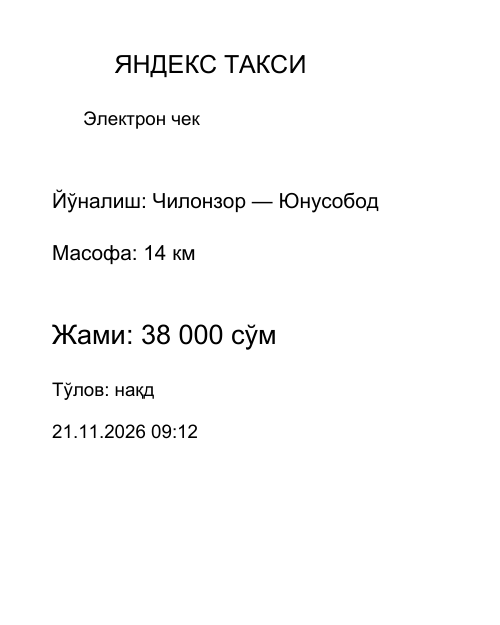 ЯНДЕКС ТАКСИ
Электрон чек
Йўналиш: Чилонзор — Юнусобод
Масофа: 14 км
Жами: 38 000 сўм
Тўлов: нақд
21.11.2026 09:12